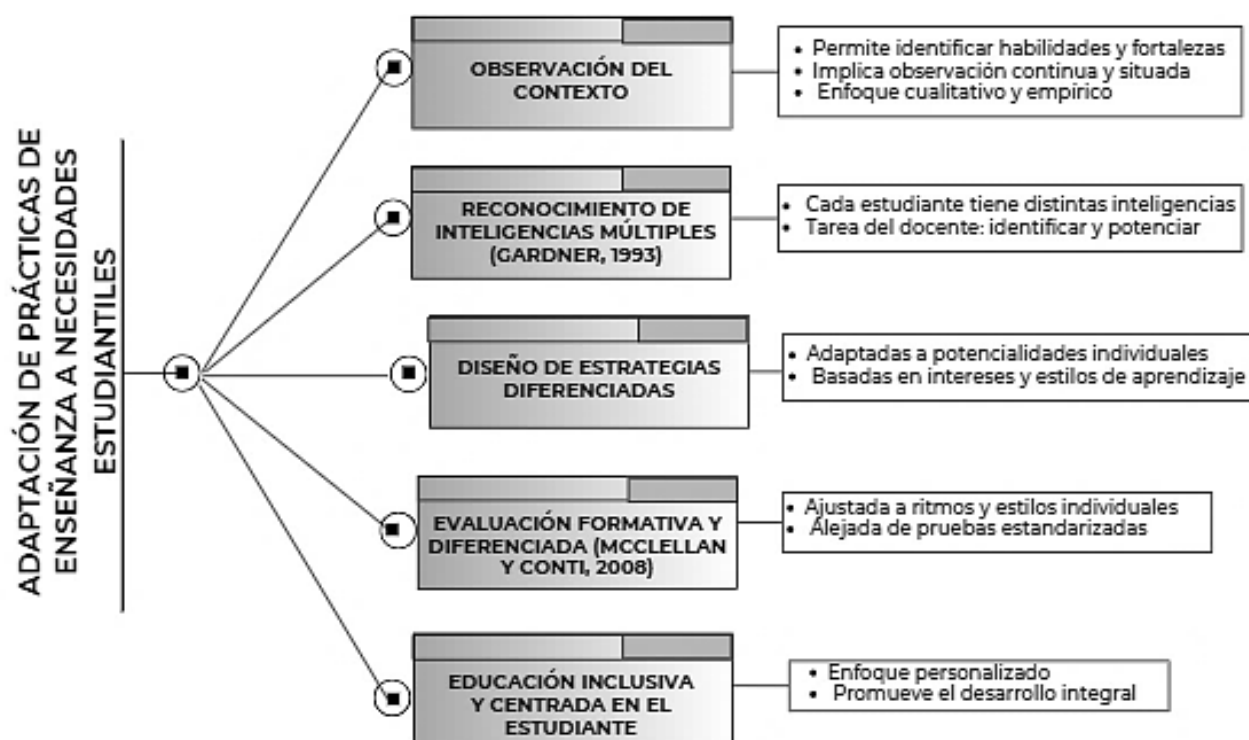 ADAPTACIÓN DE PRÁCTICAS DE
ENSEÑANZA A NECESIDADES
ESTUDIANTILES
OBSERVACIÓN DEL
CONTEXTO
• Permite identificar habilidades y fortalezas
• Implica observación continua y situada
• Enfoque cualitativo y empírico
RECONOCIMIENTO DE
INTELIGENCIAS MÚLTIPLES
(GARDNER, 1993)
• Cada estudiante tiene distintas inteligencias
• Tarea del docente: identificar y potenciar
DISEÑO DE ESTRATEGIAS
DIFERENCIADAS
• Adaptadas a potencialidades individuales
• Basadas en intereses y estilos de aprendizaje
EVALUACIÓN FORMATIVA Y
DIFERENCIADA (MCCLELLAN
Y CONTI, 2008)
• Ajustada a ritmos y estilos individuales
• Alejada de pruebas estandarizadas
EDUCACIÓN INCLUSIVA
Y CENTRADA EN EL
ESTUDIANTE
• Enfoque personalizado
• Promueve el desarrollo integral